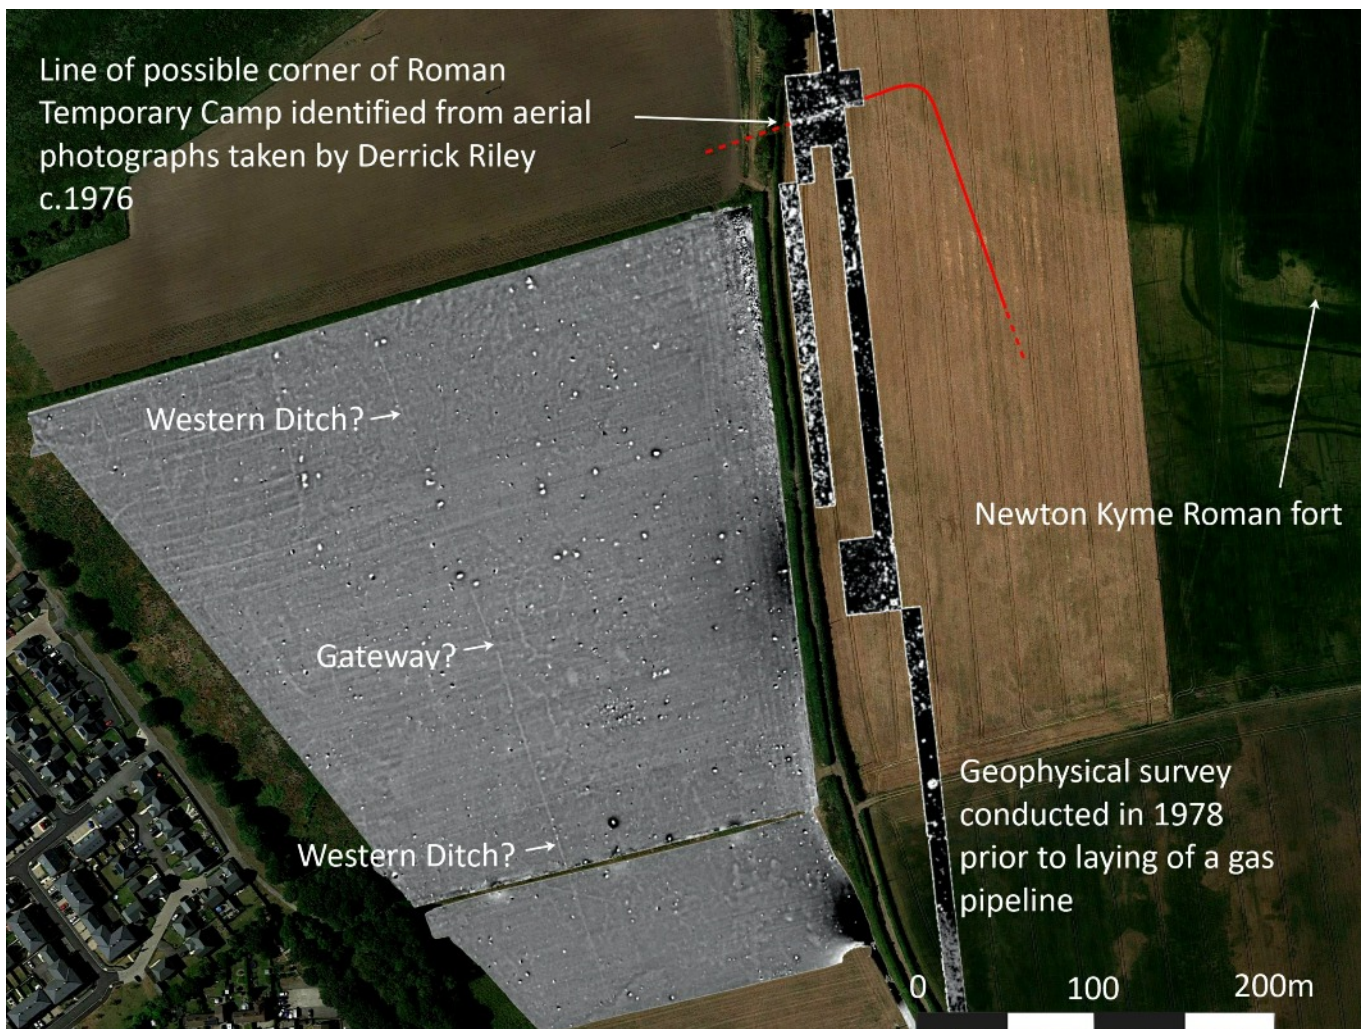 Line of possible corner of Roman
Temporary Camp identified from aerial
photographs taken by Derrick Riley
c.1976
Western Ditch?
Newton Kyme Roman fort
Gateway?
Geophysical survey
conducted in 1978
prior to laying of a gas
pipeline
Western Ditch?
0 100 200m